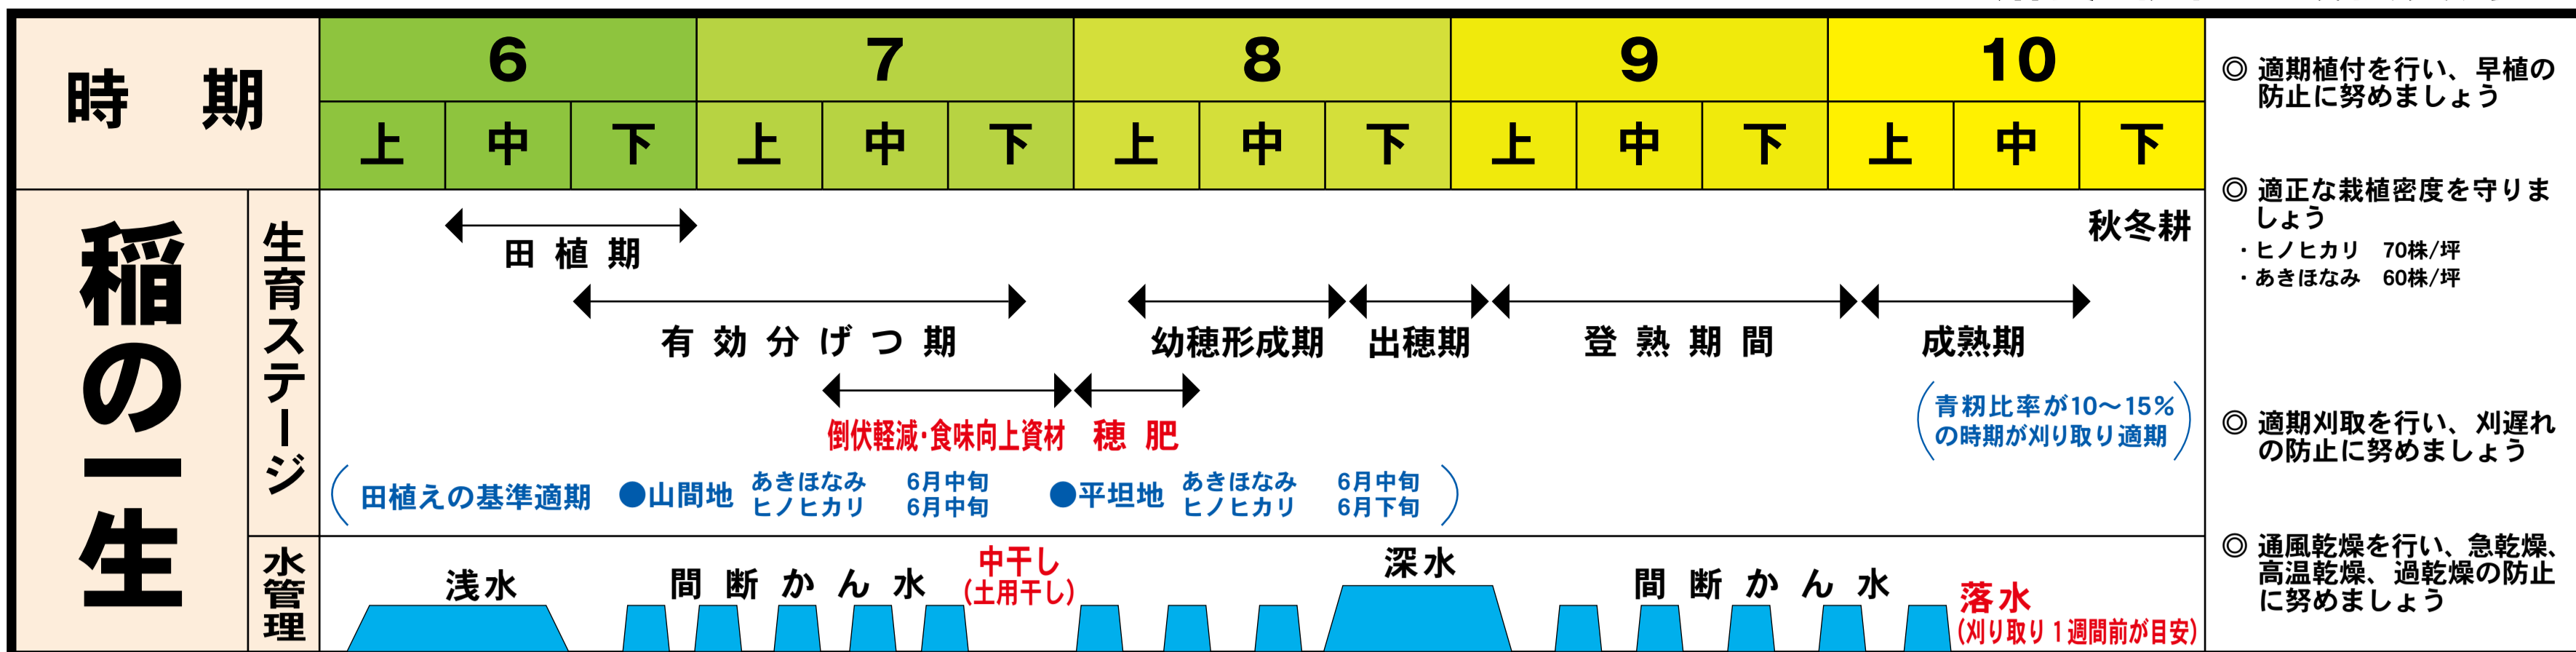 時 期
6 7 8 9 10
上 中 下 上 中 下 上 中 下 上 中 下 上 中 下
稲の一生
生育ステージ
田植期
秋冬耕
有効分げつ期
幼穂形成期
出穂期
登熟期間
成熟期
倒伏軽減･食味向上資材
穂肥
青籾比率が10〜15%
の時期が刈り取り適期
田植えの基準適期
●山間地
あきほなみ 6月中旬
ヒノヒカリ 6月中旬
●平坦地
あきほなみ 6月中旬
ヒノヒカリ 6月下旬
水管理
浅水
間断かん水
中干し
(土用干し)
深水
間断かん水
落水
(刈り取り1週間前が目安)
◎ 適期植付を行い、早植の
防止に努めましょう
◎ 適正な栽植密度を守りま
しょう
・ヒノヒカリ 70株/坪
・あきほなみ 60株/坪
◎ 適期刈取を行い、刈遅れ
の防止に努めましょう
◎ 通風乾燥を行い、急乾燥、
高温乾燥、過乾燥の防止
に努めましょう